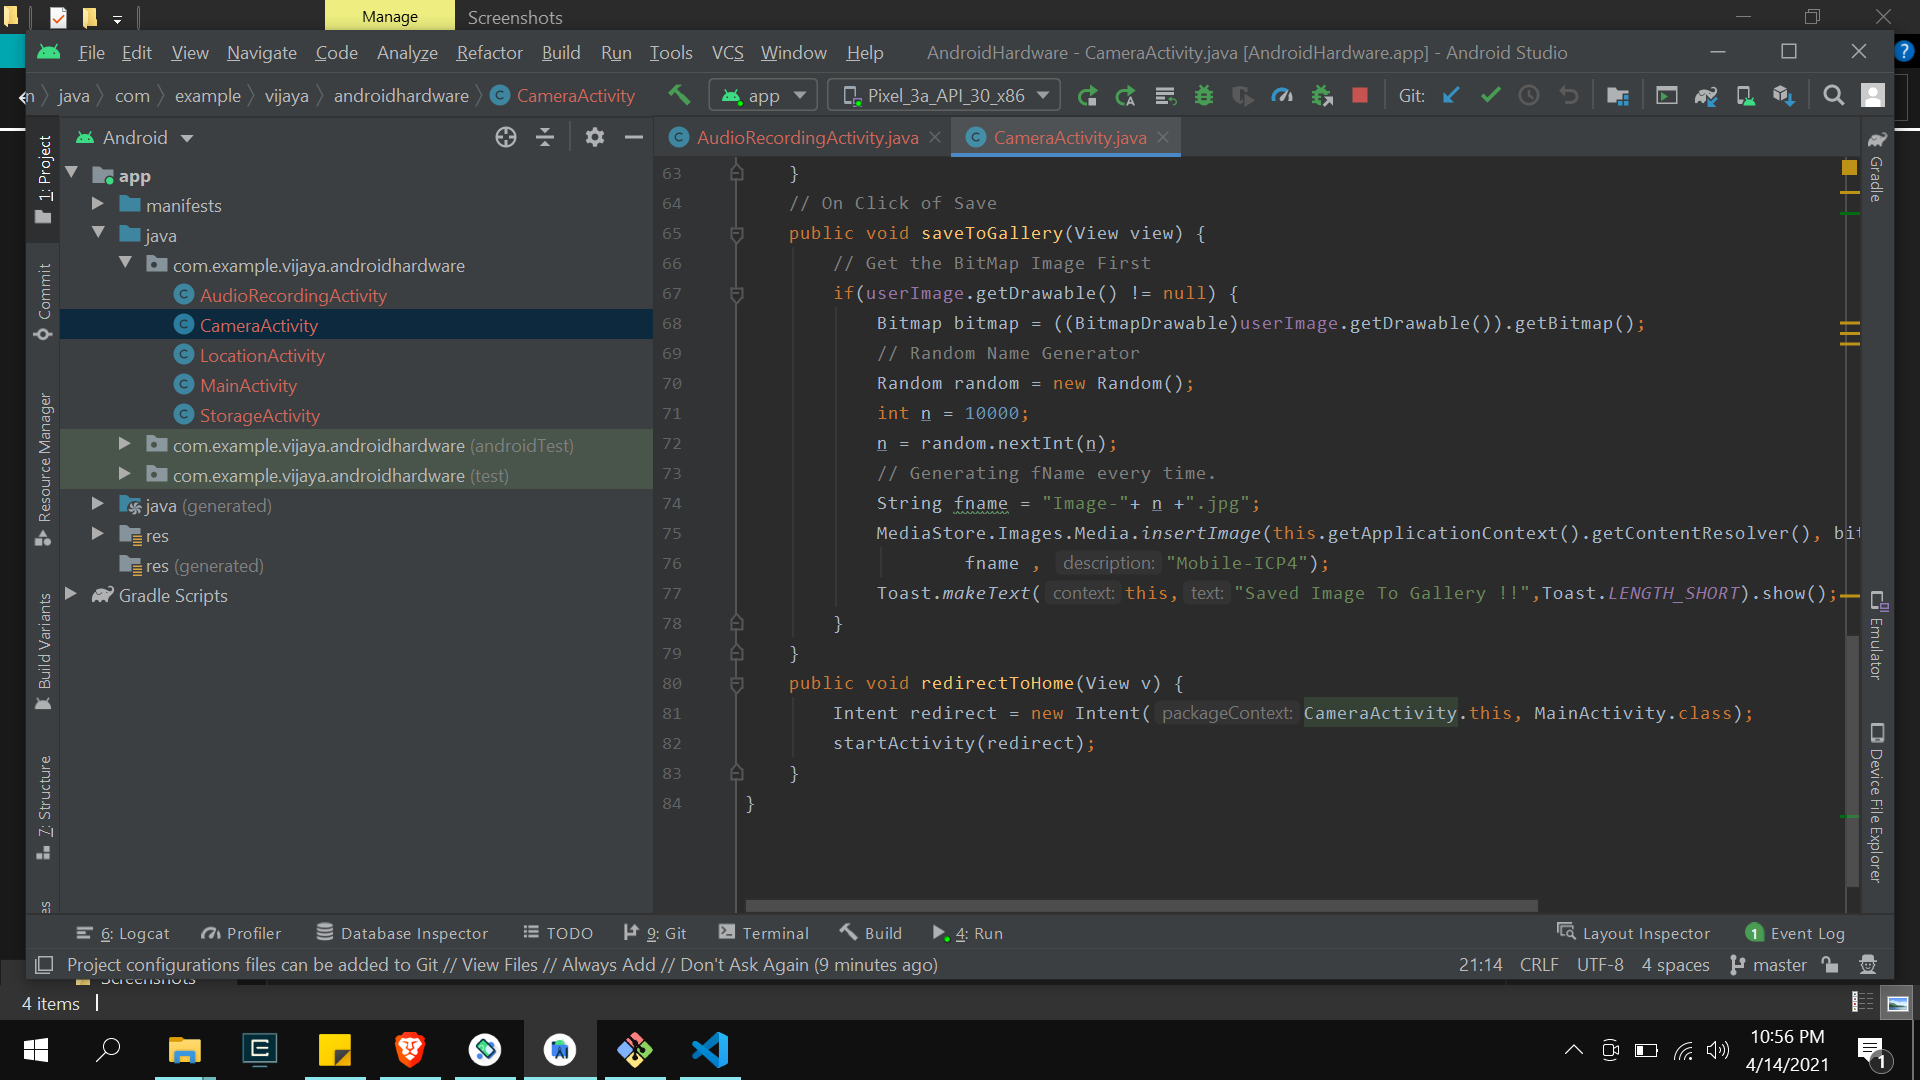 Manage Screenshots
File Edit View Navigate Code Analyze Refactor Build Run Tools VCS Window Help AndroidHardware - CameraActivity.java [AndroidHardware.app] - Android Studio
n java com example vijaya androidhardware CameraActivity app Pixel_3a_API_30_x86 Git:
Android
AudioRecordingActivity.java CameraActivity.java
1: Project
Commit
Resource Manager
Build Variants
7: Structure
es
app
manifests
java
com.example.vijaya.androidhardware
AudioRecordingActivity
CameraActivity
LocationActivity
MainActivity
StorageActivity
com.example.vijaya.androidhardware (androidTest)
com.example.vijaya.androidhardware (test)
java (generated)
res
res (generated)
Gradle Scripts
63 }
64 // On Click of Save
65 public void saveToGallery(View view) {
66 // Get the BitMap Image First
67 if(userImage.getDrawable() != null) {
68 Bitmap bitmap = ((BitmapDrawable)userImage.getDrawable()).getBitmap();
69 // Random Name Generator
70 Random random = new Random();
71 int n = 10000;
72 n = random.nextInt(n);
73 // Generating fName every time.
74 String fname = "Image-"+ n +".jpg";
75 MediaStore.Images.Media.insertImage(this.getApplicationContext().getContentResolver(), bit
76 fname , description: "Mobile-ICP4");
77 Toast.makeText( context: this, text: "Saved Image To Gallery !!",Toast.LENGTH_SHORT).show();
78 }
79 }
80 public void redirectToHome(View v) {
81 Intent redirect = new Intent( packageContext: CameraActivity.this, MainActivity.class);
82 startActivity(redirect);
83 }
84 }
Gradle
Emulator
Device File Explorer
6: Logcat Profiler Database Inspector TODO 9: Git Terminal Build 4: Run Layout Inspector 1 Event Log
Project configurations files can be added to Git // View Files // Always Add // Don't Ask Again (9 minutes ago) 21:14 CRLF UTF-8 4 spaces master
Screenshots
4 items
10:56 PM
4/14/2021
1